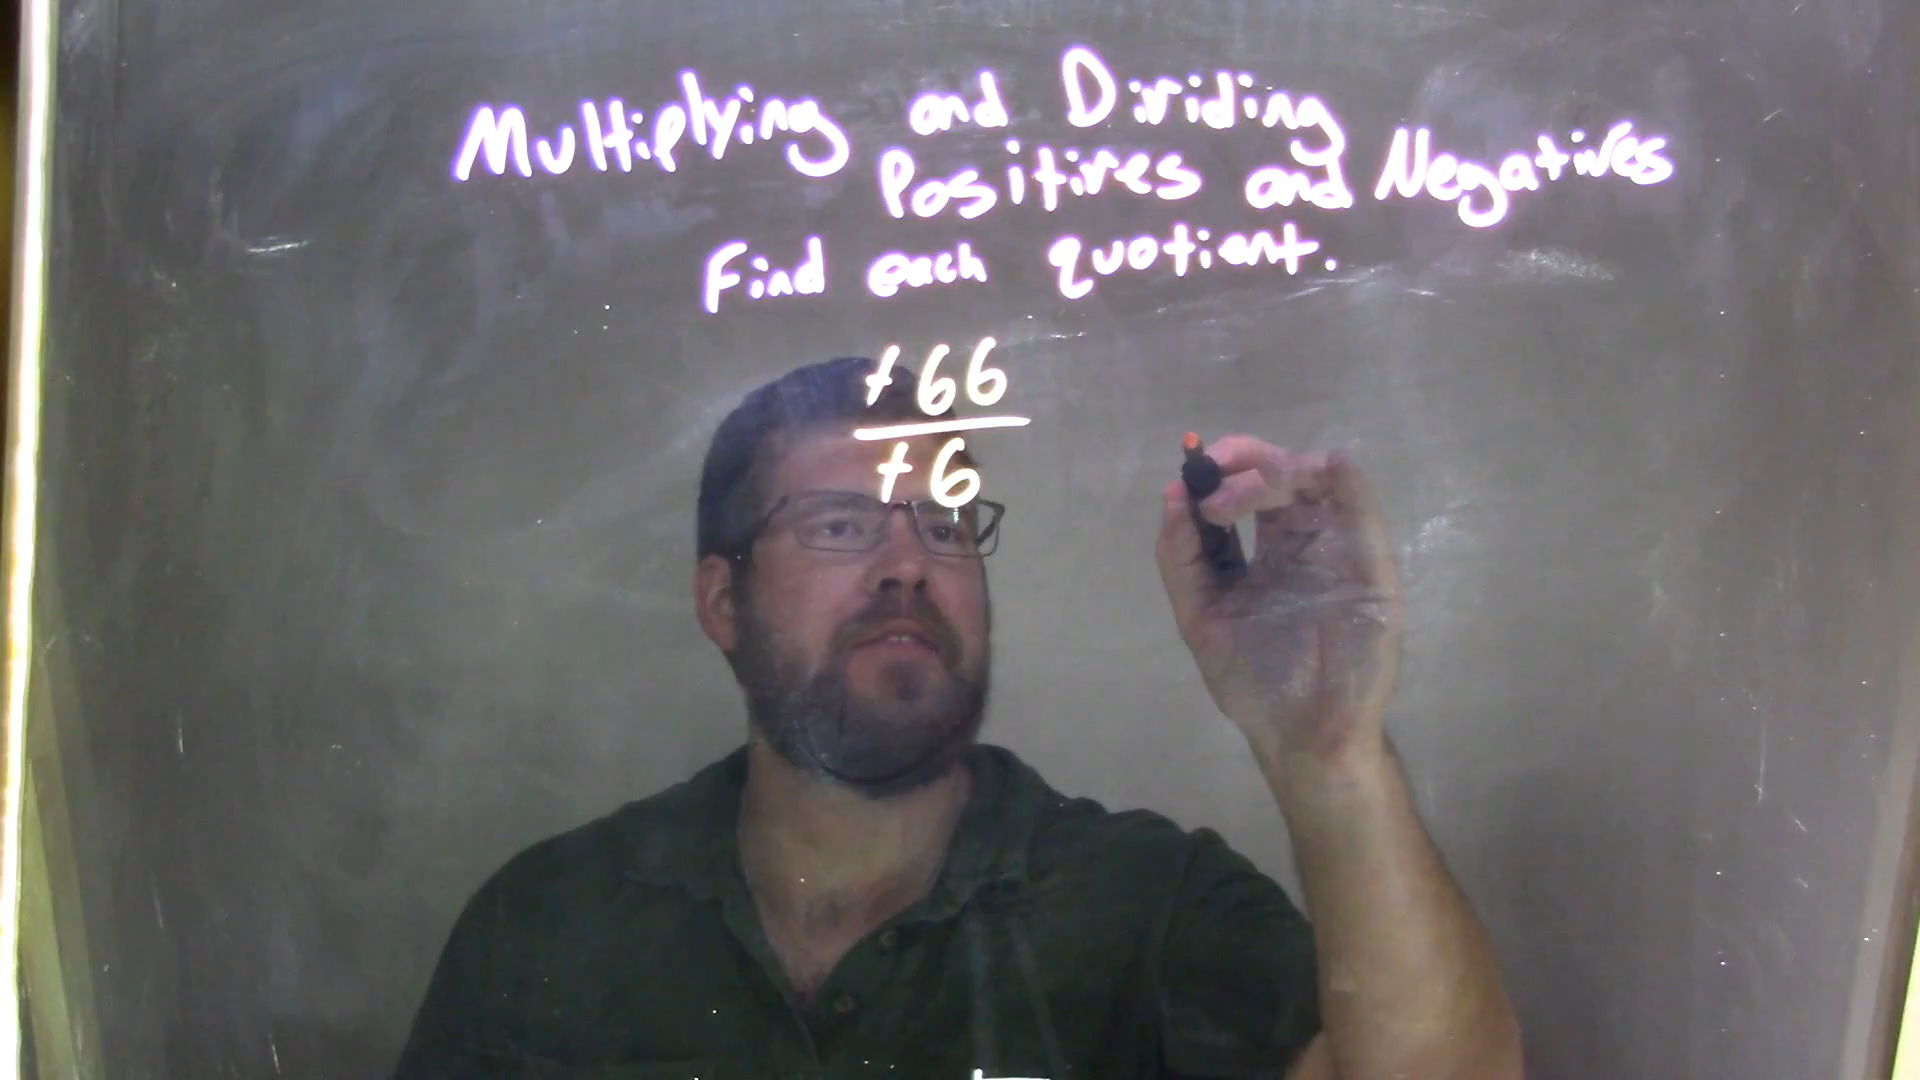 Multiplying and Dividing
Positives and Negatives
Find each quotient.
+66
+6